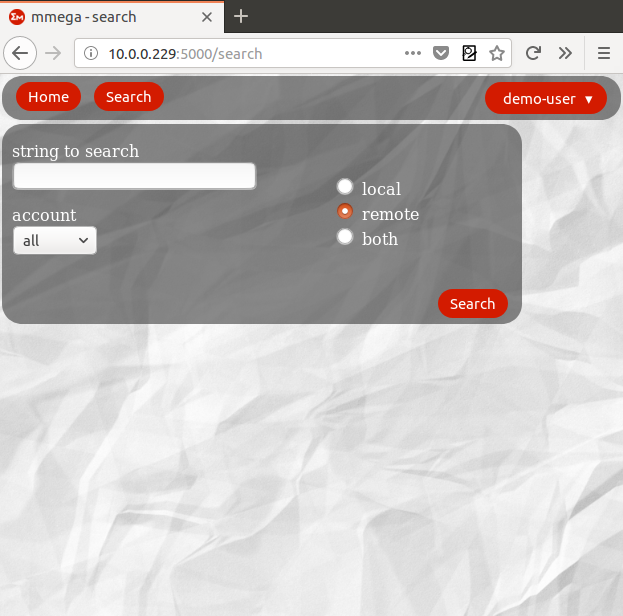 mmega - search
10.0.0.229:5000/search
Home Search demo-user ▾
string to search
local
remote
account
all
both
Search